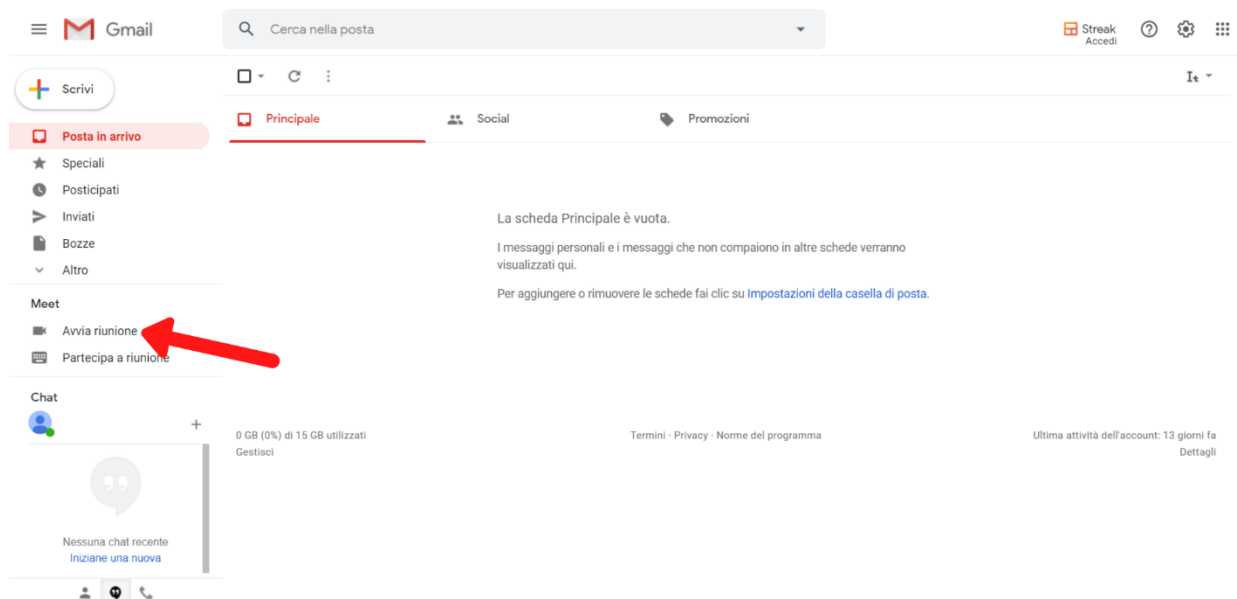 Gmail
Cerca nella posta
Streak
Accedi
Scrivi
Posta in arrivo
Speciali
Posticipati
Inviati
Bozze
Altro
Meet
Avvia riunione
Partecipa a riunione
Chat
Nessuna chat recente
Iniziane una nuova
Principale
Social
Promozioni
La scheda Principale è vuota.
I messaggi personali e i messaggi che non compaiono in altre schede verranno
visualizzati qui.
Per aggiungere o rimuovere le schede fai clic su Impostazioni della casella di posta.
0 GB (0%) di 15 GB utilizzati
Gestisci
Termini · Privacy · Norme del programma
Ultima attività dell'account: 13 giorni fa
Dettagli